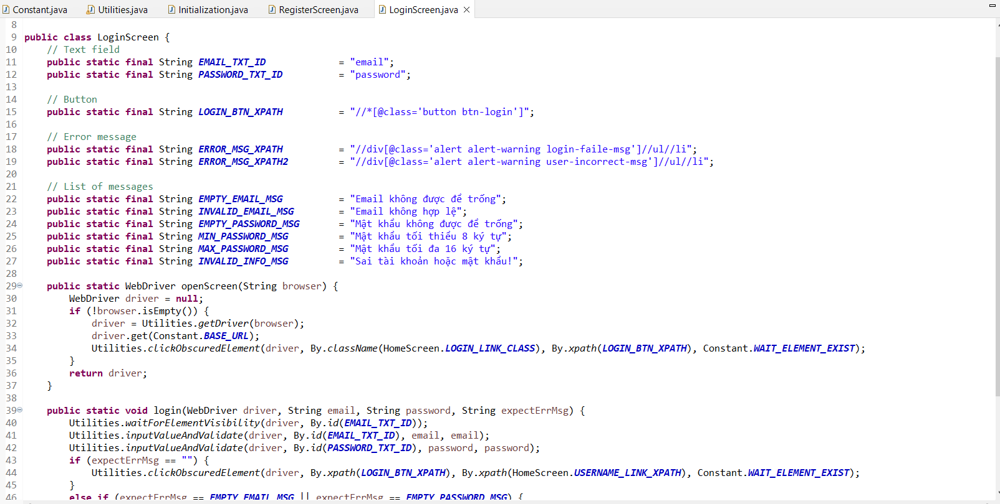 Constant.java Utilities.java Initialization.java RegisterScreen.java LoginScreen.java
8
9 public class LoginScreen {
10 // Text field
11 public static final String EMAIL_TXT_ID = "email";
12 public static final String PASSWORD_TXT_ID = "password";
13
14 // Button
15 public static final String LOGIN_BTN_XPATH = "//*[@class='button btn-login']";
16
17 // Error message
18 public static final String ERROR_MSG_XPATH = "//div[@class='alert alert-warning login-faile-msg']//ul//li";
19 public static final String ERROR_MSG_XPATH2 = "//div[@class='alert alert-warning user-incorrect-msg']//ul//li";
20
21 // List of messages
22 public static final String EMPTY_EMAIL_MSG = "Email không được để trống";
23 public static final String INVALID_EMAIL_MSG = "Email không hợp lệ";
24 public static final String EMPTY_PASSWORD_MSG = "Mật khẩu không được để trống";
25 public static final String MIN_PASSWORD_MSG = "Mật khẩu tối thiểu 8 ký tự";
26 public static final String MAX_PASSWORD_MSG = "Mật khẩu tối đa 16 ký tự";
27 public static final String INVALID_INFO_MSG = "Sai tài khoản hoặc mật khẩu!";
28
29 public static WebDriver openScreen(String browser) {
30 WebDriver driver = null;
31 if (!browser.isEmpty()) {
32 driver = Utilities.getDriver(browser);
33 driver.get(Constant.BASE_URL);
34 Utilities.clickObscuredElement(driver, By.className(HomeScreen.LOGIN_LINK_CLASS), By.xpath(LOGIN_BTN_XPATH), Constant.WAIT_ELEMENT_EXIST);
35 }
36 return driver;
37 }
38
39 public static void login(WebDriver driver, String email, String password, String expectErrMsg) {
40 Utilities.waitForElementVisibility(driver, By.id(EMAIL_TXT_ID));
41 Utilities.inputValueAndValidate(driver, By.id(EMAIL_TXT_ID), email, email);
42 Utilities.inputValueAndValidate(driver, By.id(PASSWORD_TXT_ID), password, password);
43 if (expectErrMsg == "") {
44 Utilities.clickObscuredElement(driver, By.xpath(LOGIN_BTN_XPATH), By.xpath(HomeScreen.USERNAME_LINK_XPATH), Constant.WAIT_ELEMENT_EXIST);
45 }
46 else if (expectErrMsg == EMPTY_EMAIL_MSG || expectErrMsg == EMPTY_PASSWORD_MSG) {